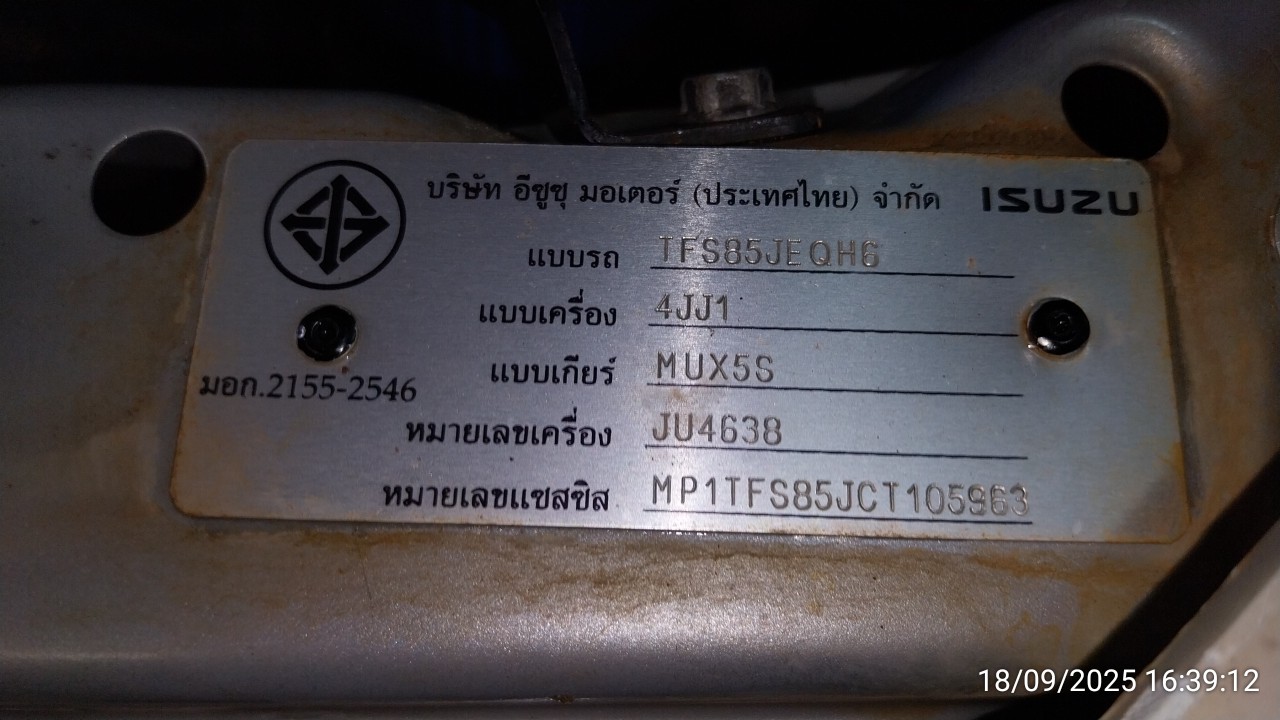 บริษัท อีซูซุ มอเตอร์ (ประเทศไทย) จำกัด ISUZU
แบบรถ TFS85JEQH6
แบบเครื่อง 4JJ1
แบบเกียร์ MUX5S
มอก.2155-2546
หมายเลขเครื่อง JU4638
หมายเลขแชสซิส MP1TFS85JCT105963
18/09/2025 16:39:12